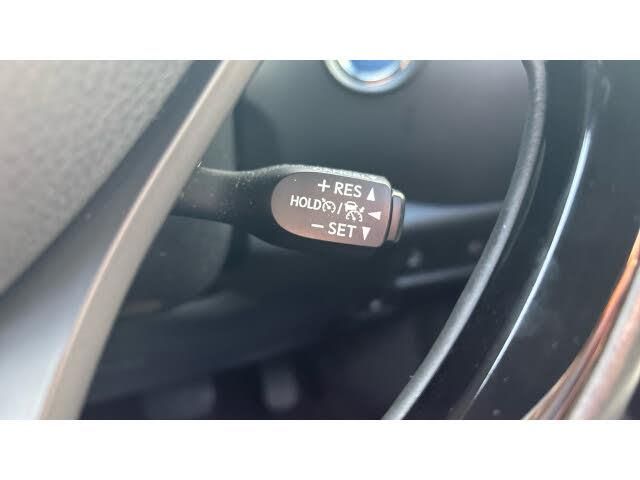 + RES ▲
HOLD / ◀
− SET ▼